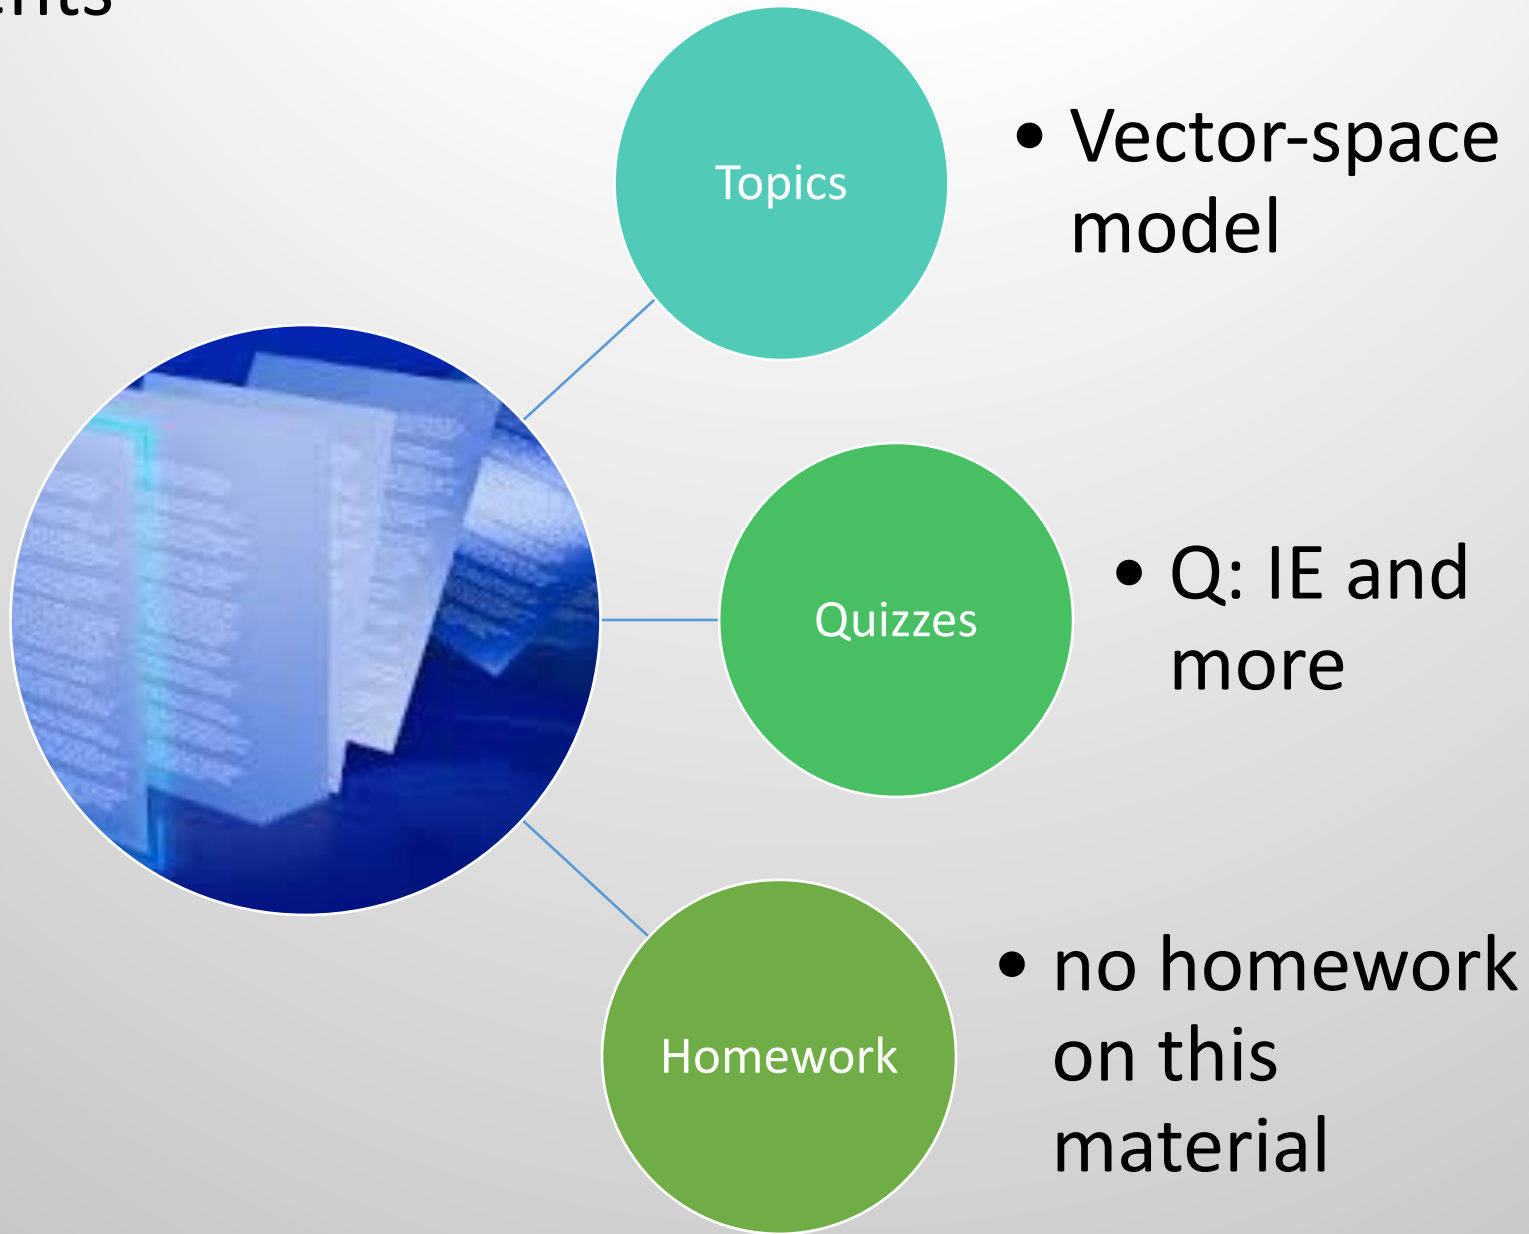 Topics
• Vector-space
model
Quizzes
• Q: IE and
more
Homework
• no homework
on this
material